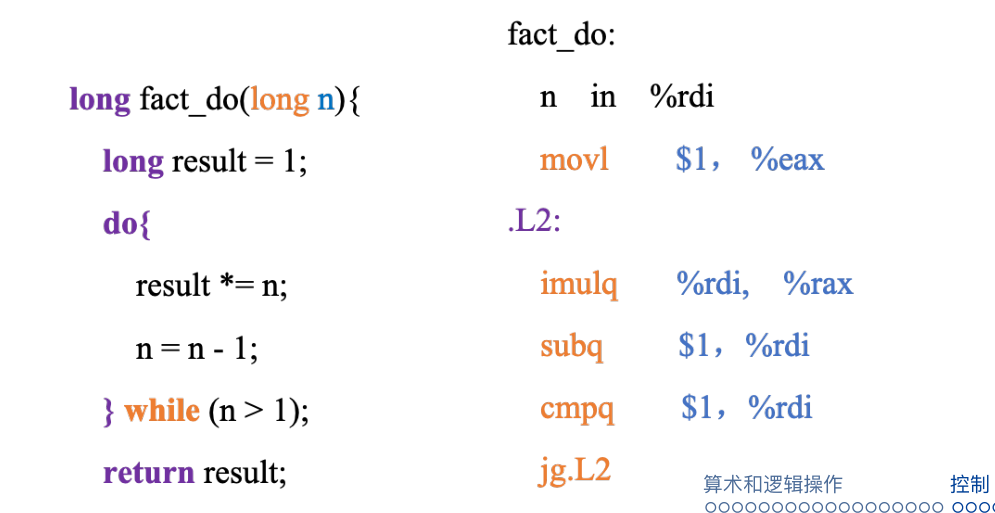 long fact_do(long n){
long result = 1;
do{
result *= n;
n = n - 1;
} while (n > 1);
return result;
fact_do:
n in %rdi
movl $1， %eax
.L2:
imulq %rdi, %rax
subq $1，%rdi
cmpq $1，%rdi
jg.L2
算术和逻辑操作
控制